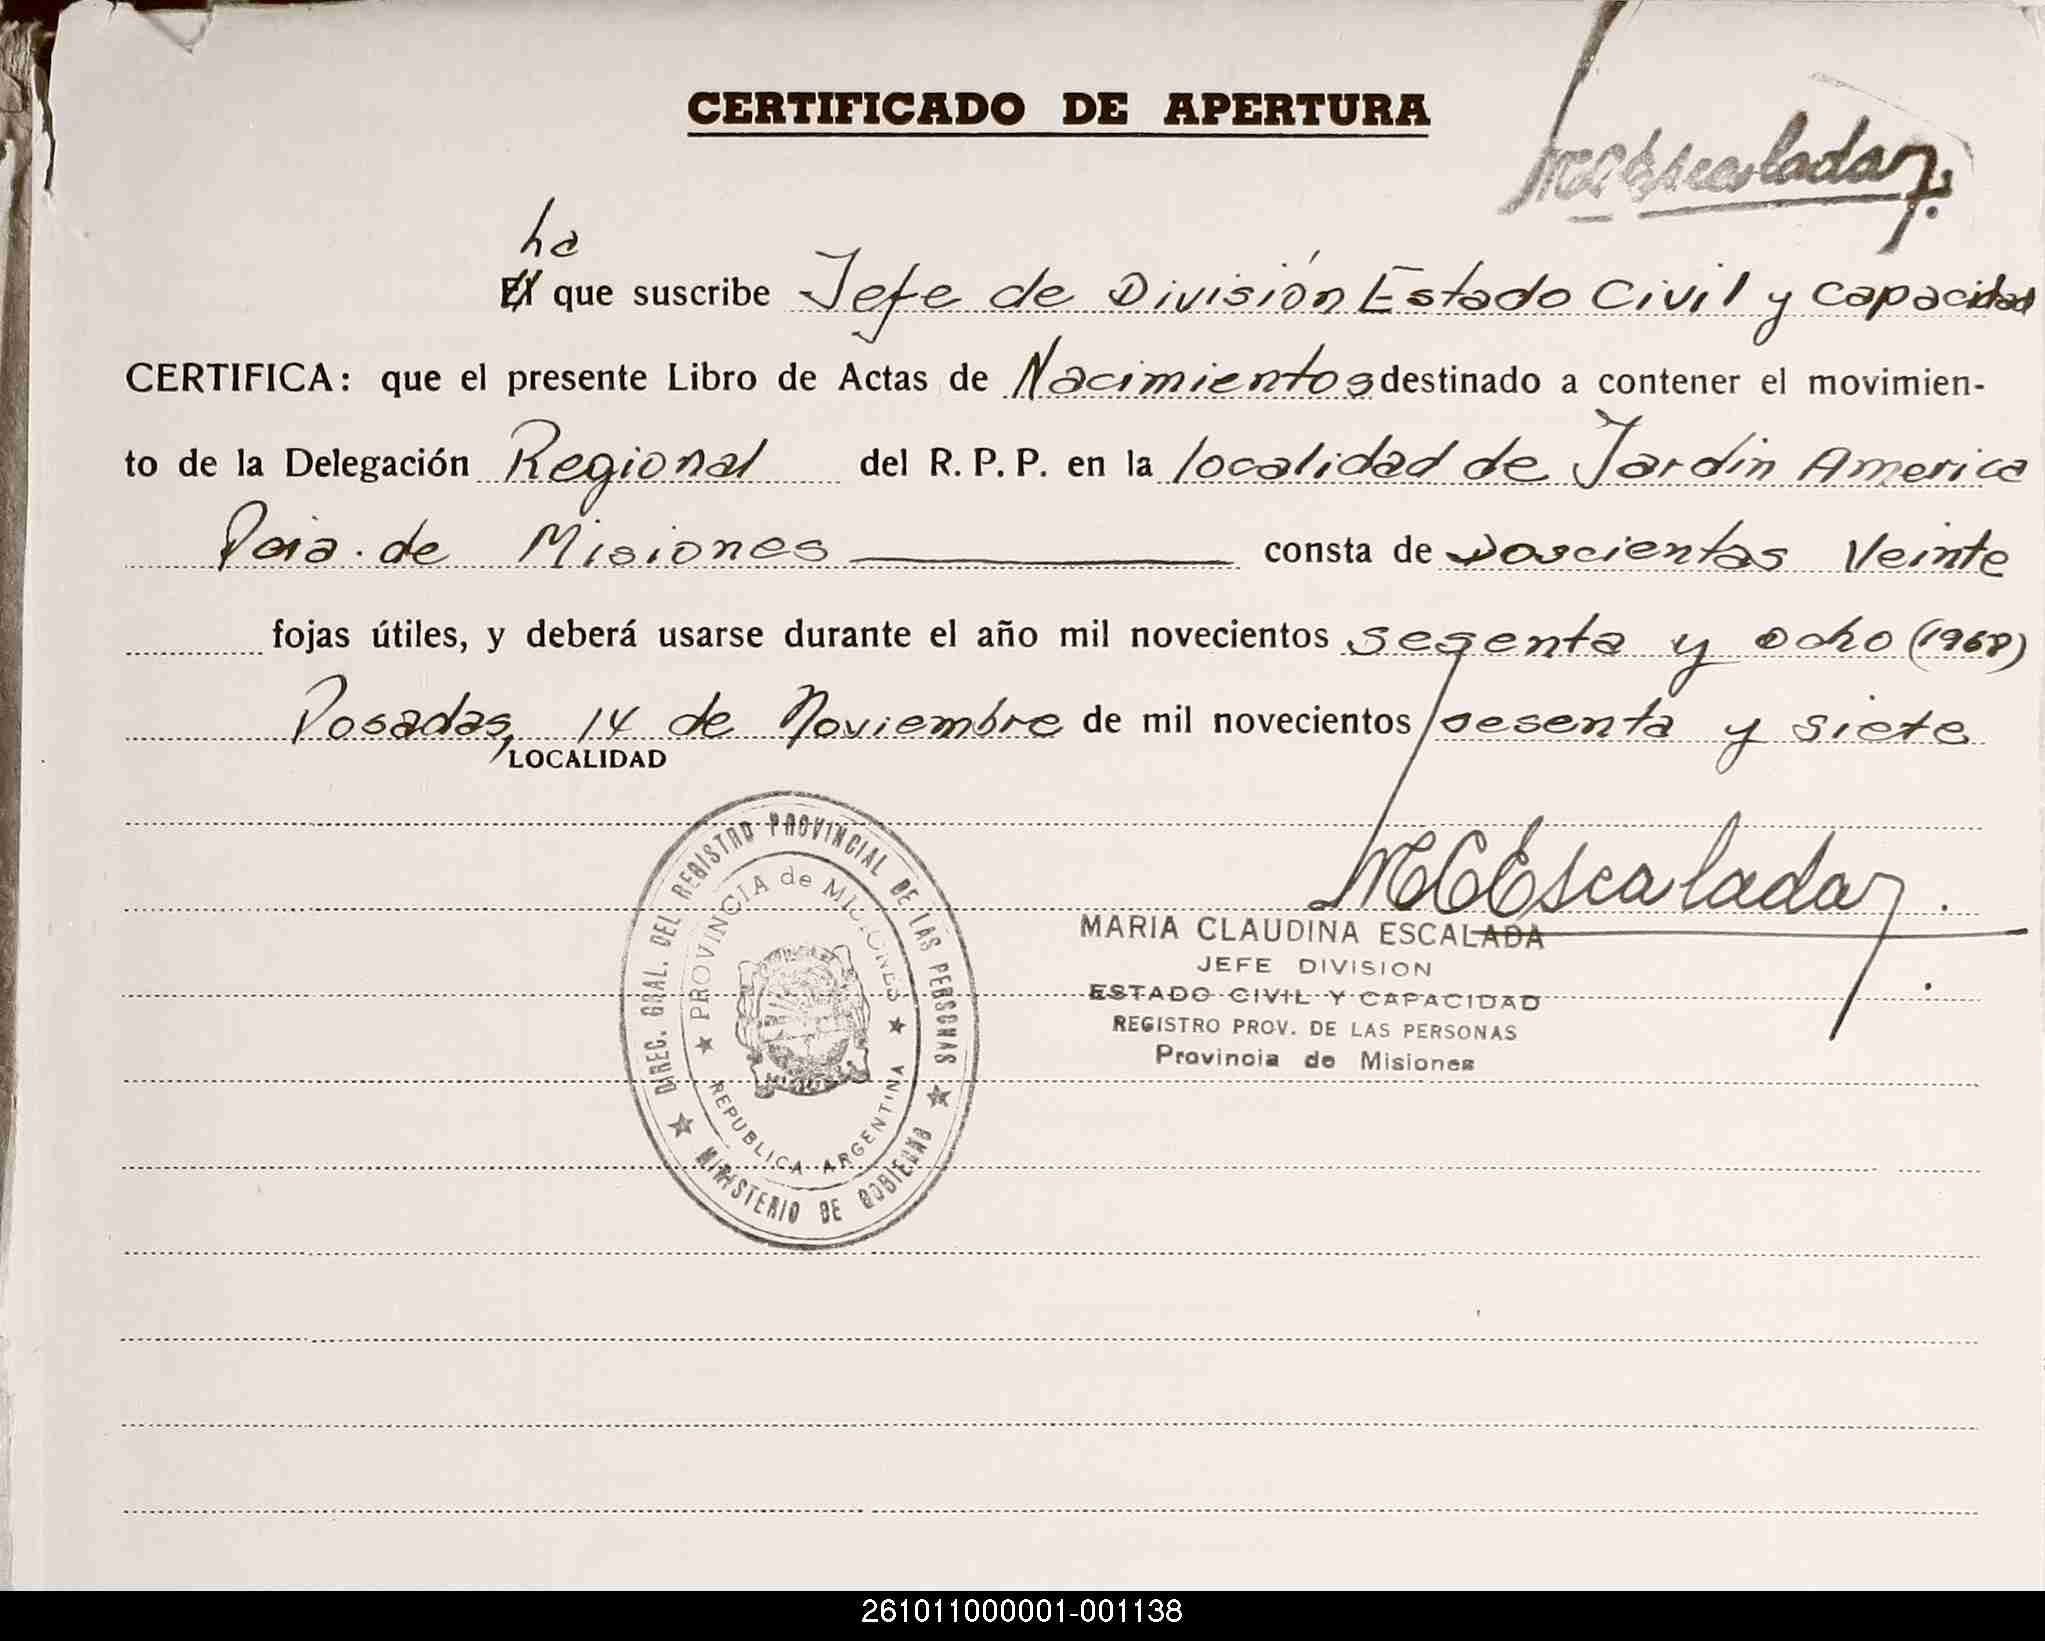 CERTIFICADO DE APERTURA
MCEscalada
La
El que suscribe Jefe de División Estado Civil y Capacidad
CERTIFICA: que el presente Libro de Actas de Nacimientos destinado a contener el movimien-
to de la Delegación Regional del R. P. P. en la localidad de Jardin America
Pcia. de Misiones consta de Doscientas Veinte
fojas útiles, y deberá usarse durante el año mil novecientos sesenta y ocho (1968)
Posadas, 14 de Noviembre de mil novecientos sesenta y siete
LOCALIDAD
MCEscalada
MARIA CLAUDINA ESCALADA
JEFE DIVISION
ESTADO CIVIL Y CAPACIDAD
REGISTRO PROV. DE LAS PERSONAS
Provincia de Misiones
DIREC. GRAL. DEL REGISTRO PROVINCIAL DE LAS PERSONAS
MINISTERIO DE GOBIERNO
PROVINCIA de MISIONES
REPUBLICA ARGENTINA
261011000001-001138